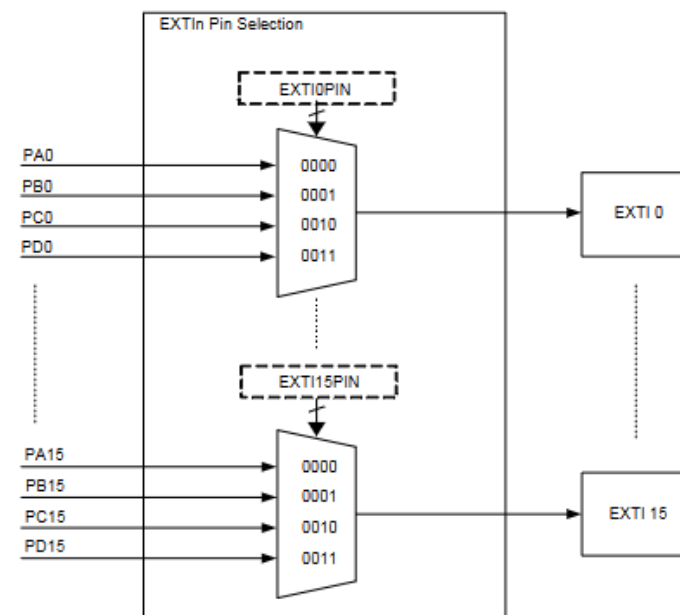 EXTIn Pin Selection
EXTI0PIN
PA0
PB0
PC0
PD0
0000
0001
0010
0011
EXTI 0
EXTI15PIN
PA15
PB15
PC15
PD15
0000
0001
0010
0011
EXTI 15